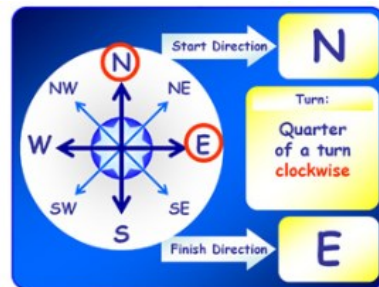 N
NW
NE
W
E
SW
SE
S
Start Direction
N
Turn:
Quarter
of a turn
clockwise
Finish Direction
E